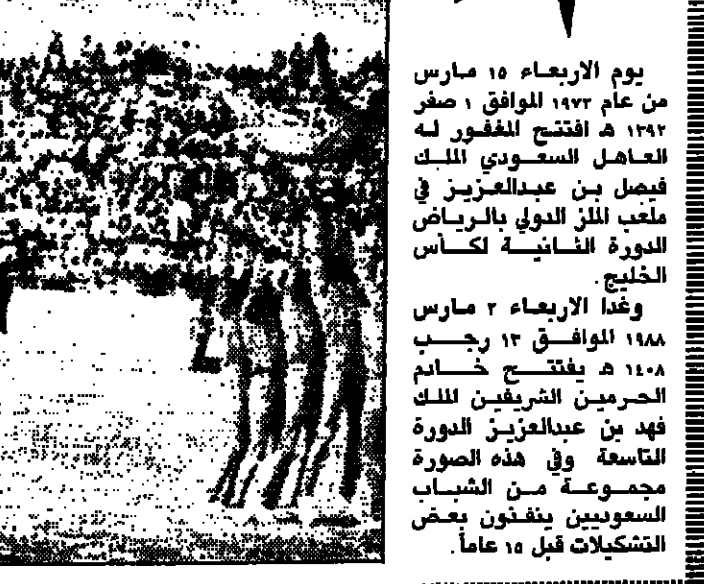 يوم الاربعاء ١٥ مارس
من عام ١٩٧٢ الموافق ١ صفر
١٣٩٢ هـ افتتح المغفور له
العاهل السعودي الملك
فيصل بن عبدالعزيز في
ملعب الملز الدولي بالرياض
الدورة الثانية لكأس
الخليج.
وغدا الاربعاء ٢ مارس
١٩٨٨ الموافق ١٣ رجب
١٤٠٨ هـ يفتتح خادم
الحرمين الشريفين الملك
فهد بن عبدالعزيز الدورة
التاسعة وفي هذه الصورة
مجموعة من الشباب
السعوديين ينفذون بعض
التشكيلات قبل ١٥ عاماً.